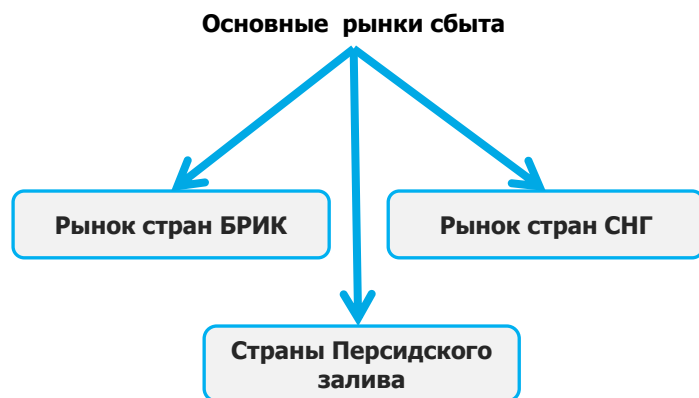 Основные рынки сбыта
Рынок стран БРИК
Рынок стран СНГ
Страны Персидского
залива